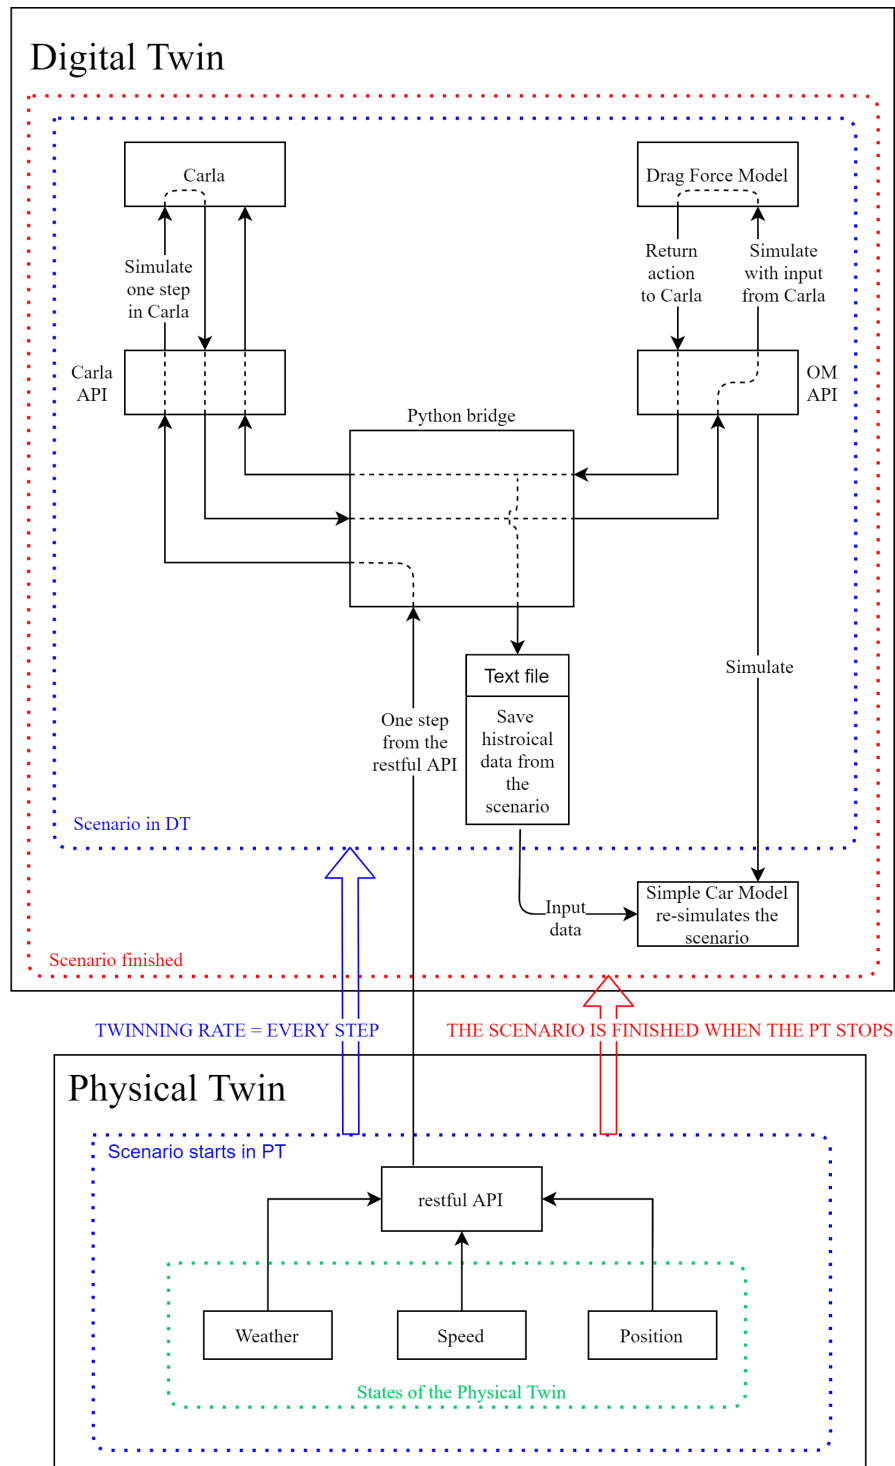 Digital Twin
Carla
Drag Force Model
Simulate
one step
in Carla
Return
action
to Carla
Simulate
with input
from Carla
Carla
API
OM
API
Python bridge
Simulate
Text file
Save
histroical
data from
the
scenario
One step
from the
restful API
Scenario in DT
Simple Car Model
re-simulates the
scenario
Input
data
Scenario finished
TWINNING RATE = EVERY STEP
THE SCENARIO IS FINISHED WHEN THE PT STOPS
Physical Twin
Scenario starts in PT
restful API
Weather
Speed
Position
States of the Physical Twin